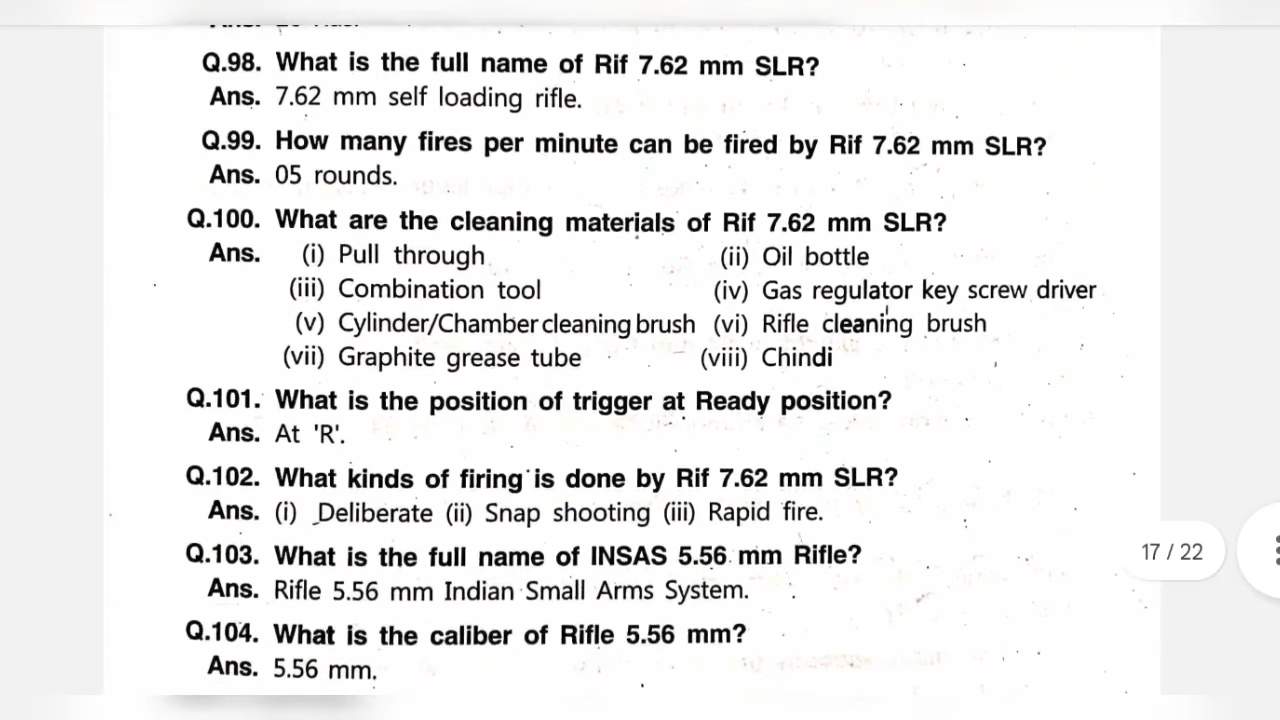 Q.98. What is the full name of Rif 7.62 mm SLR?
Ans. 7.62 mm self loading rifle.
Q.99. How many fires per minute can be fired by Rif 7.62 mm SLR?
Ans. 05 rounds.
Q.100. What are the cleaning materials of Rif 7.62 mm SLR?
Ans. (i) Pull through (ii) Oil bottle
(iii) Combination tool (iv) Gas regulator key screw driver
(v) Cylinder/Chamber cleaning brush (vi) Rifle cleaning brush
(vii) Graphite grease tube (viii) Chindi
Q.101. What is the position of trigger at Ready position?
Ans. At 'R'.
Q.102. What kinds of firing is done by Rif 7.62 mm SLR?
Ans. (i) Deliberate (ii) Snap shooting (iii) Rapid fire.
Q.103. What is the full name of INSAS 5.56 mm Rifle?
Ans. Rifle 5.56 mm Indian Small Arms System.
17 / 22
Q.104. What is the caliber of Rifle 5.56 mm?
Ans. 5.56 mm.